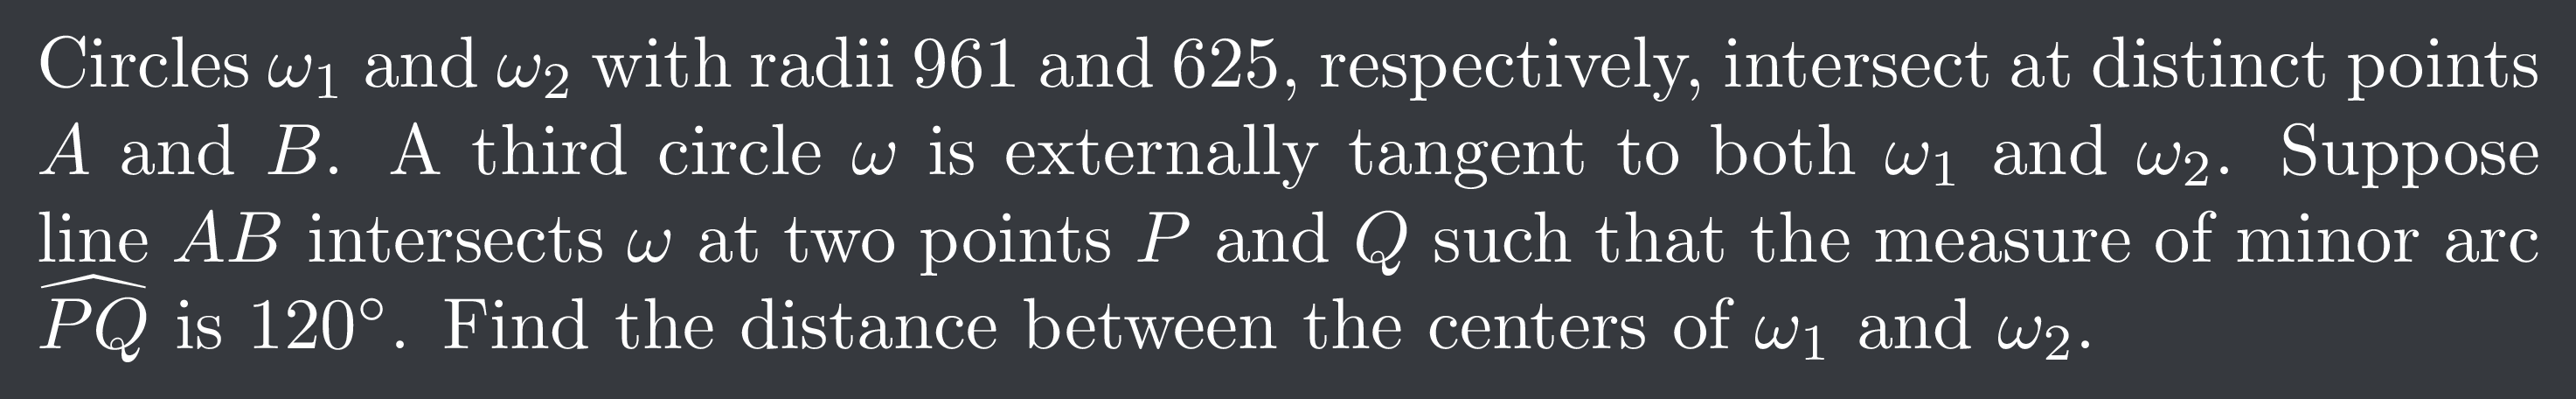 Circles ω₁ and ω₂ with radii 961 and 625, respectively, intersect at distinct points
A and B. A third circle ω is externally tangent to both ω₁ and ω₂. Suppose
line AB intersects ω at two points P and Q such that the measure of minor arc
P͡Q is 120°. Find the distance between the centers of ω₁ and ω₂.